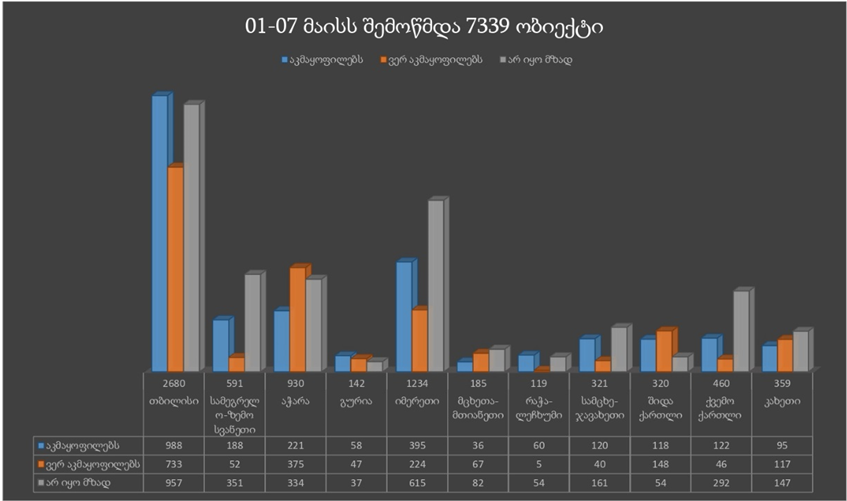 01-07 მაისს შემოწმდა 7339 ობიექტი
აკმაყოფილებს ვერ აკმაყოფილებს არ იყო მზად
2680 591 930 142 1234 185 119 321 320 460 359
თბილისი სამეგრელ აჭარა გურია იმერეთი მცხეთა- რაჭა- სამცხე- შიდა ქვემო კახეთი
ო-ზემო მთიანეთი ლეჩხუმი ჯავახეთი ქართლი ქართლი
სვანეთი
აკმაყოფილებს 988 188 221 58 395 36 60 120 118 122 95
ვერ აკმაყოფილებს 733 52 375 47 224 67 5 40 148 46 117
არ იყო მზად 957 351 334 37 615 82 54 161 54 292 147